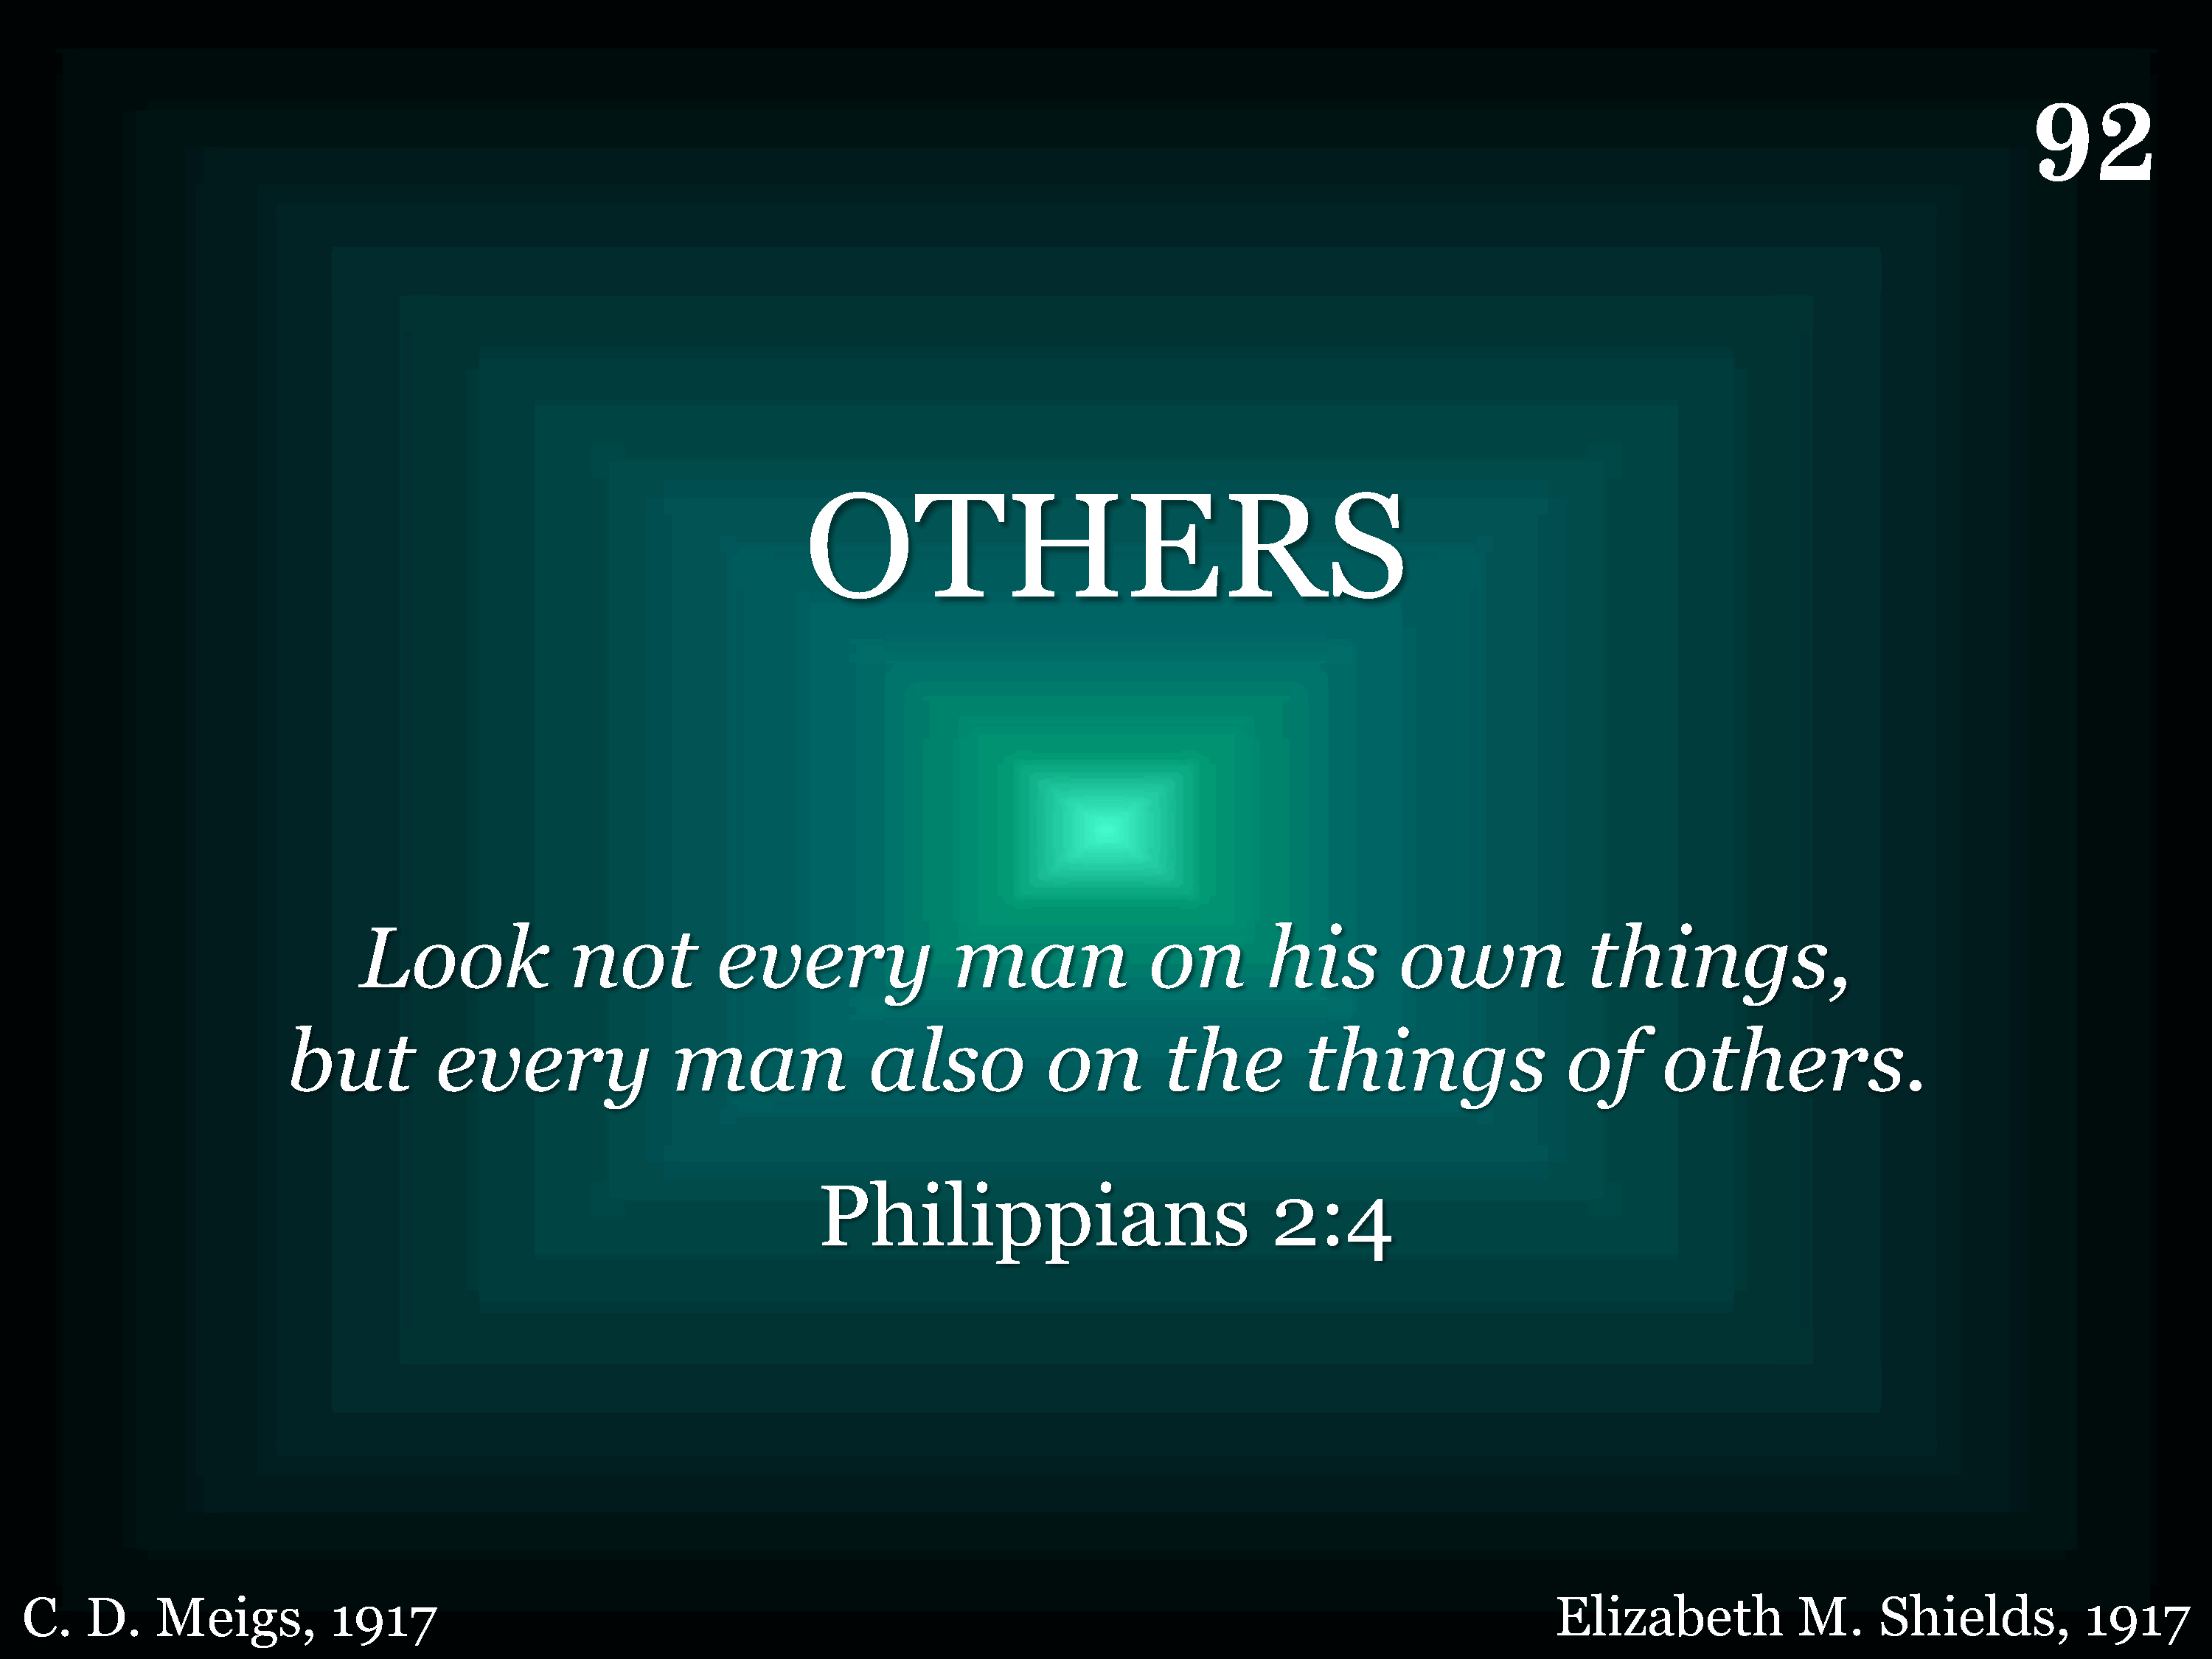 92
OTHERS
Look not every man on his own things,
but every man also on the things of others.
Philippians 2:4
C. D. Meigs, 1917
Elizabeth M. Shields, 1917